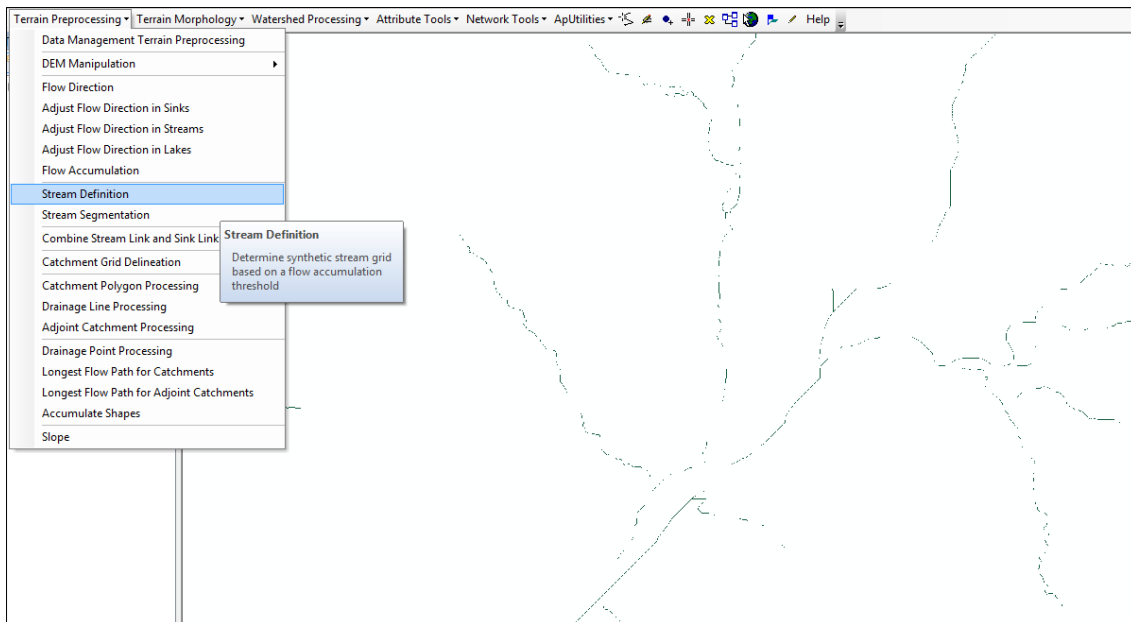 Terrain Preprocessing Terrain Morphology Watershed Processing Attribute Tools Network Tools ApUtilities Help
Data Management Terrain Preprocessing
DEM Manipulation
Flow Direction
Adjust Flow Direction in Sinks
Adjust Flow Direction in Streams
Adjust Flow Direction in Lakes
Flow Accumulation
Stream Definition
Stream Segmentation
Combine Stream Link and Sink Link
Catchment Grid Delineation
Catchment Polygon Processing
Drainage Line Processing
Adjoint Catchment Processing
Drainage Point Processing
Longest Flow Path for Catchments
Longest Flow Path for Adjoint Catchments
Accumulate Shapes
Slope
Stream Definition
Determine synthetic stream grid
based on a flow accumulation
threshold